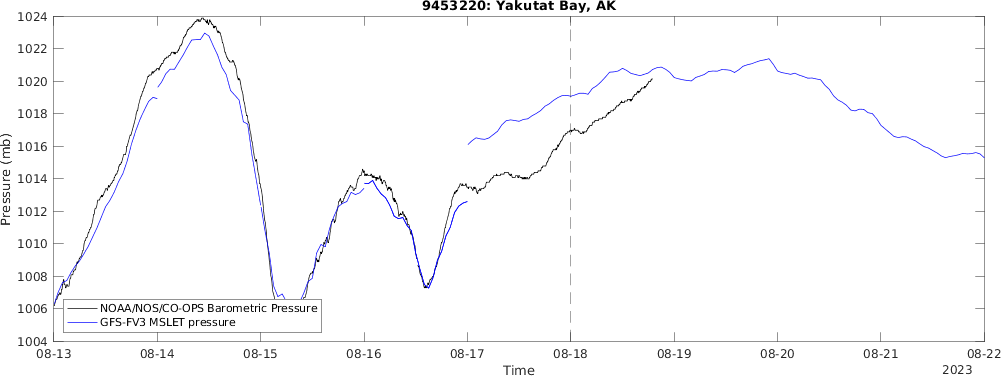 9453220: Yakutat Bay, AK
Pressure (mb)
1024
1022
1020
1018
1016
1014
1012
1010
1008
1006
1004
NOAA/NOS/CO-OPS Barometric Pressure
GFS-FV3 MSLET pressure
08-13 08-14 08-15 08-16 08-17 08-18 08-19 08-20 08-21 08-22
Time
2023